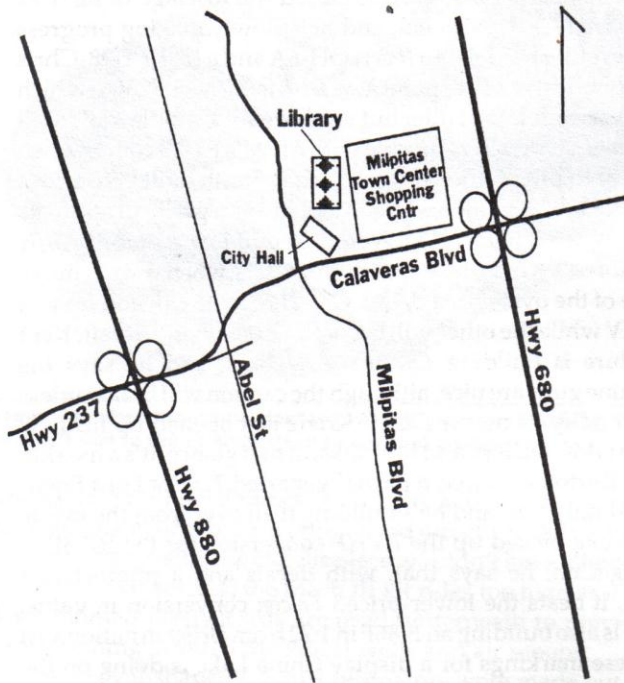 Library
Milpitas
Town Center
Shopping
Cntr
City Hall
Calaveras Blvd
Hwy 237
Abel St
Milpitas Blvd
Hwy 680
Hwy 880